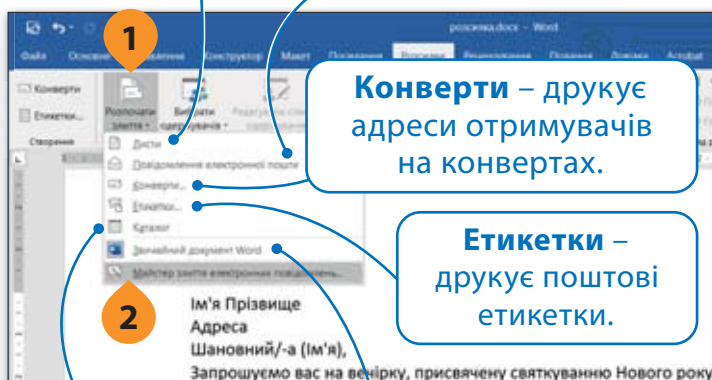 розсилка.docx - Word
Файл Основне Конструктор Макет Посилання Розсилки Рецензування Подання Довідка Acrobat
1
Конверти
Етикетки...
Створення
Розпочати злиття
Вибрати одержувачів
Конверти – друкує
адреси отримувачів
на конвертах.
Листи
Повідомлення електронної пошти
Конверти...
Етикетки...
Каталог
Звичайний документ Word
Майстер злиття електронних повідомлень...
Етикетки –
друкує поштові
етикетки.
2
Ім'я Прізвище
Адреса
Шановний/-а (Ім'я),
Запрошуємо вас на вечірку, присвячену святкуванню Нового року